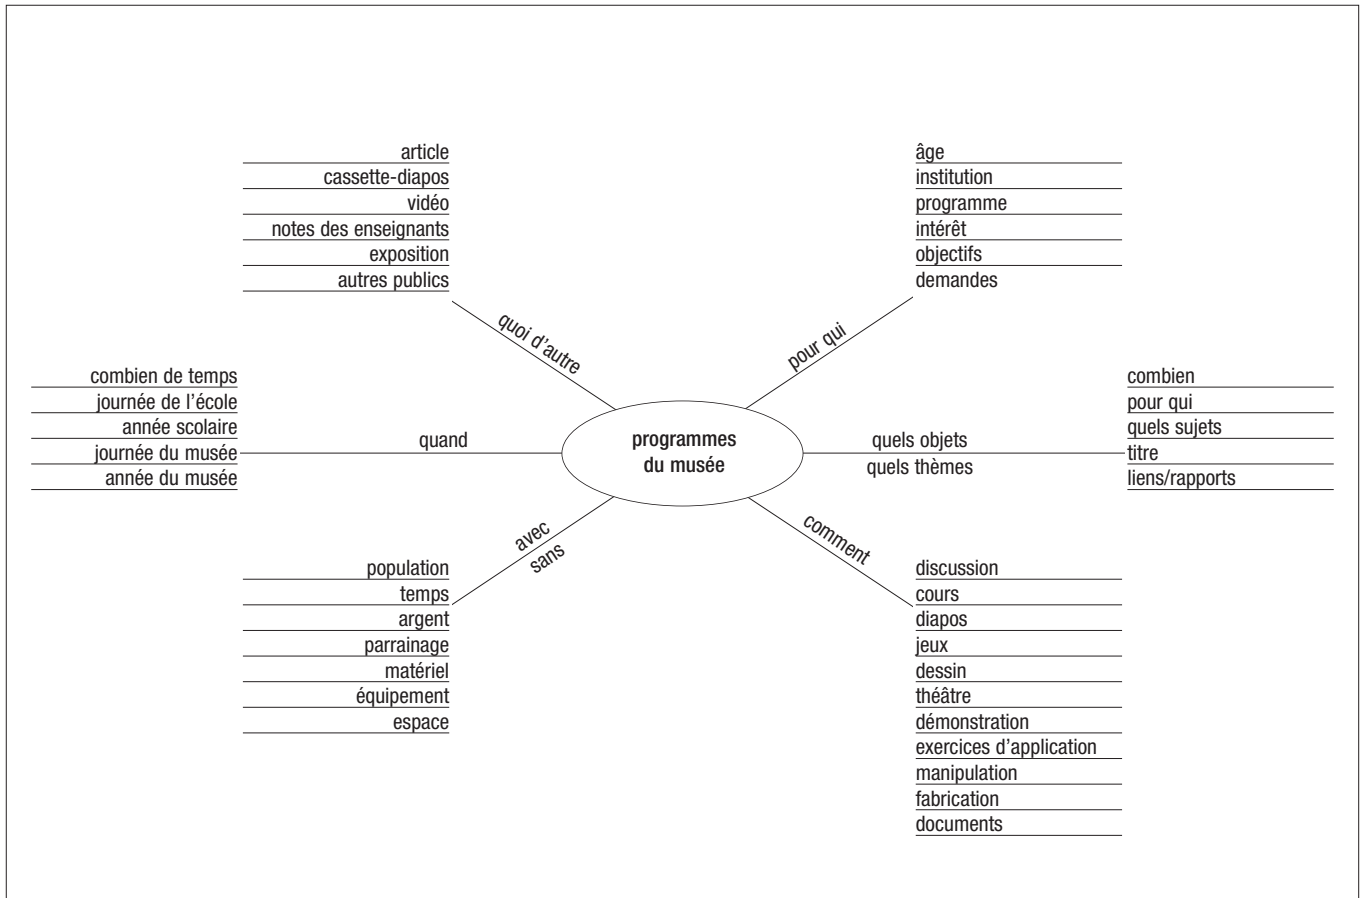 article
cassette-diapos
vidéo
notes des enseignants
exposition
autres publics
quoi d'autre
âge
institution
programme
intérêt
objectifs
demandes
pour qui
combien de temps
journée de l'école
année scolaire
journée du musée
année du musée
quand
programmes
du musée
quels objets
quels thèmes
combien
pour qui
quels sujets
titre
liens/rapports
avec
sans
population
temps
argent
parrainage
matériel
équipement
espace
comment
discussion
cours
diapos
jeux
dessin
théâtre
démonstration
exercices d'application
manipulation
fabrication
documents